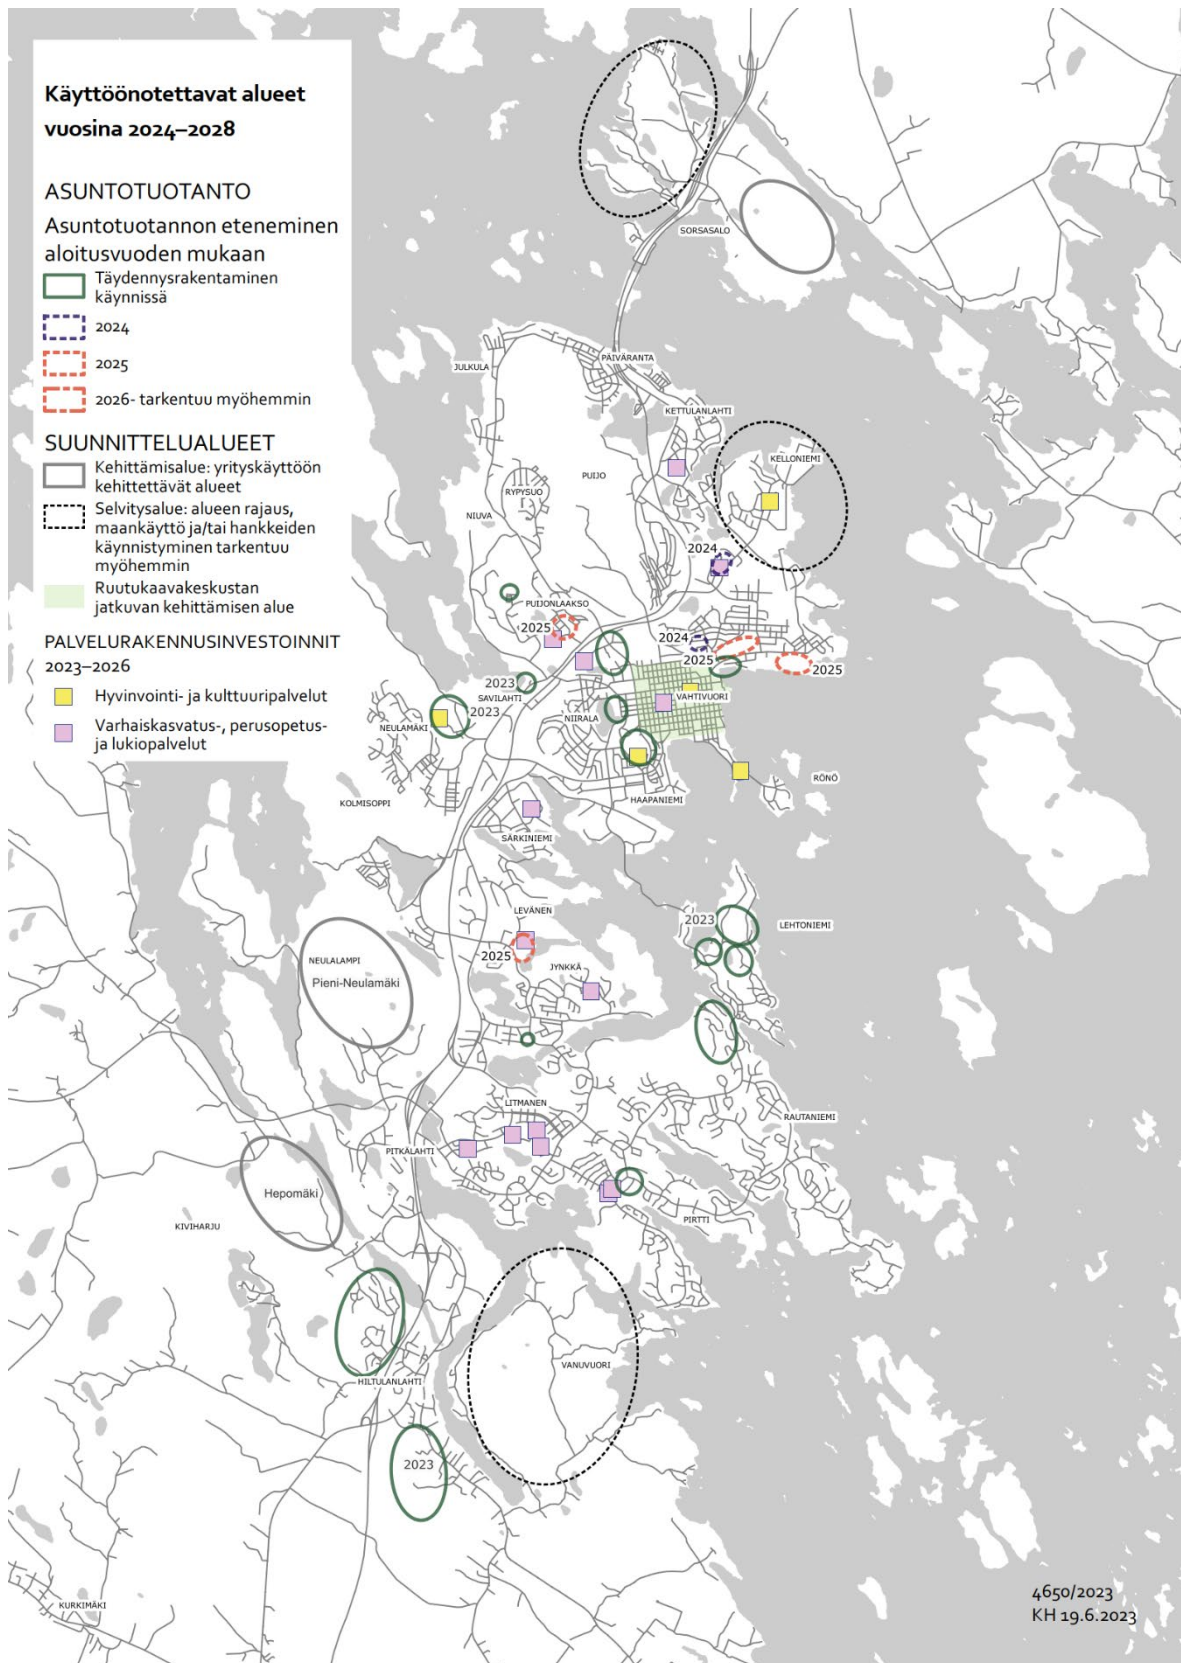 Käyttöönotettavat alueet
vuosina 2024–2028
ASUNTOTUOTANTO
Asuntotuotannon eteneminen
aloitusvuoden mukaan
Täydennysrakentaminen
käynnissä
2024
2025
2026- tarkentuu myöhemmin
SUUNNITTELUALUEET
Kehittämisalue: yrityskäyttöön
kehittettävät alueet
Selvitysalue: alueen rajaus,
maankäyttö ja/tai hankkeiden
käynnistyminen tarkentuu
myöhemmin
Ruutukaavakeskustan
jatkuvan kehittämisen alue
PALVELURAKENNUSINVESTOINNIT
2023–2026
Hyvinvointi- ja kulttuuripalvelut
Varhaiskasvatus-, perusopetus-
ja lukiopalvelut
SORSASALO
PÄIVÄRANTA
JULKULA
KETTULANLAHTI
KELLONIEMI
PUIJO
RYPYSUO
NIUVA
2024
PUIJONLAAKSO
2025
2024
2025
2025
2023
SAVILAHTI
VAHTIVUORI
2023
NIIRALA
NEULAMÄKI
RÖNÖ
HAAPANIEMI
KOLMISOPPI
SÄRKINIEMI
LEVÄNEN
2023
LEHTONIEMI
2025
NEULALAMPI
JYNKKÄ
Pieni-Neulamäki
LITMANEN
RAUTANIEMI
PITKÄLAHTI
Hepomäki
PIRTTI
KIVIHARJU
VANUVUORI
HILTULANLAHTI
2023
KURKIMÄKI
4650/2023
KH 19.6.2023